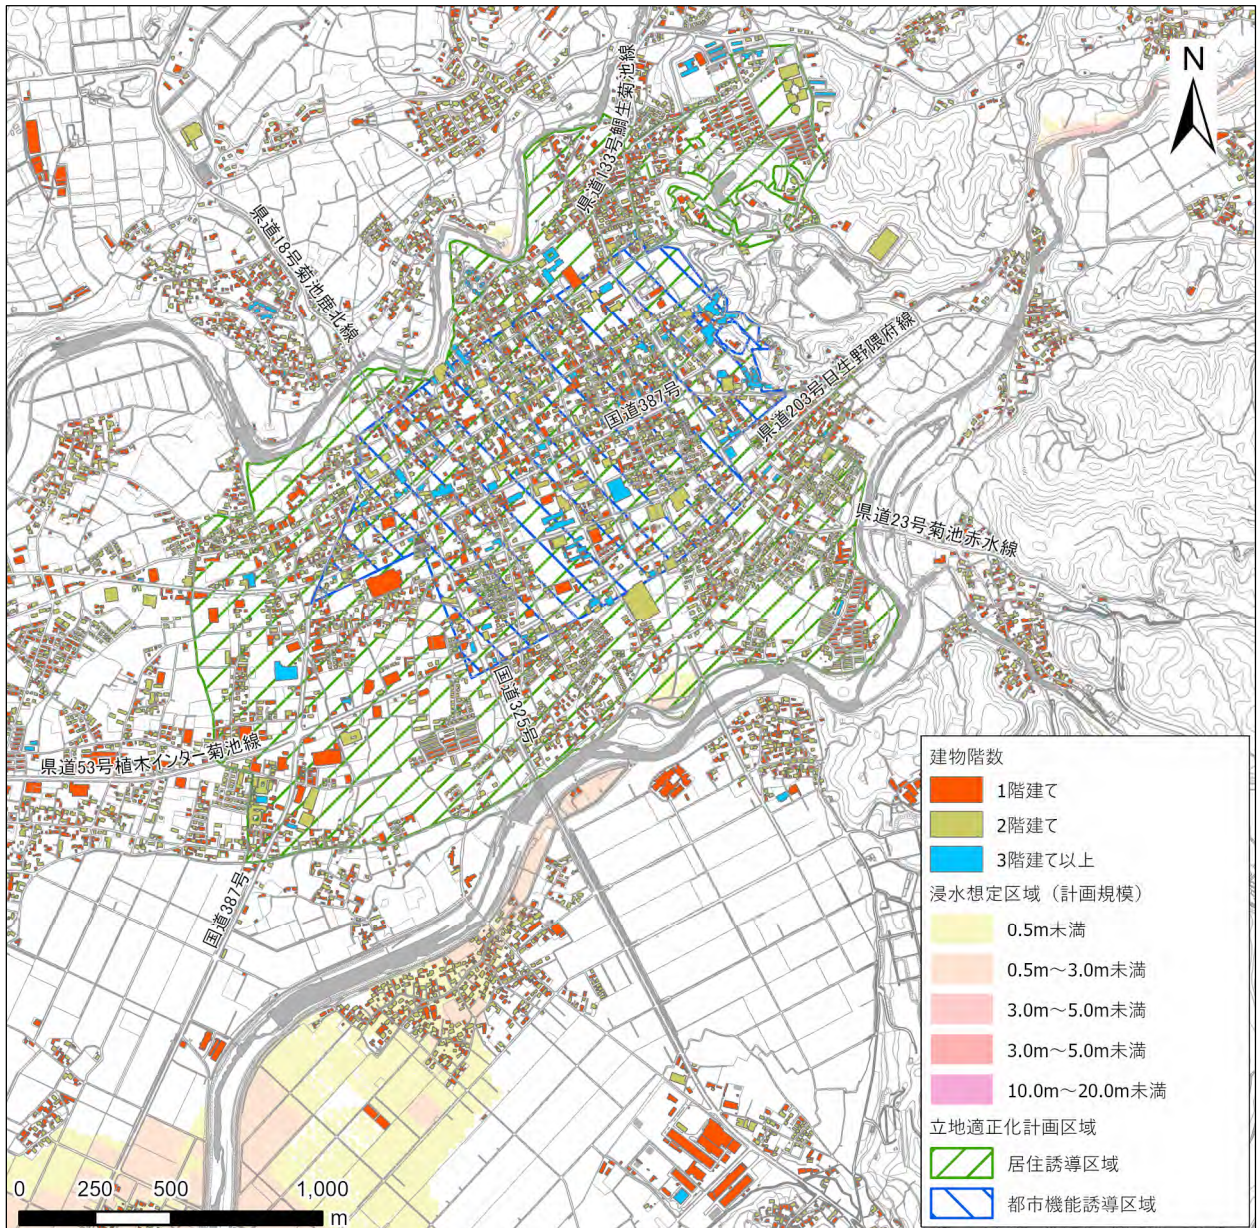 N
県道133号鯛生菊池線
県道18号菊池鹿北線
国道387号
県道203号日生野隈府線
県道23号菊池赤水線
国道325号
県道53号植木インター菊池線
国道387号
建物階数
1階建て
2階建て
3階建て以上
浸水想定区域（計画規模）
0.5m未満
0.5m～3.0m未満
3.0m～5.0m未満
3.0m～5.0m未満
10.0m～20.0m未満
立地適正化計画区域
居住誘導区域
都市機能誘導区域
0 250 500 1,000
m